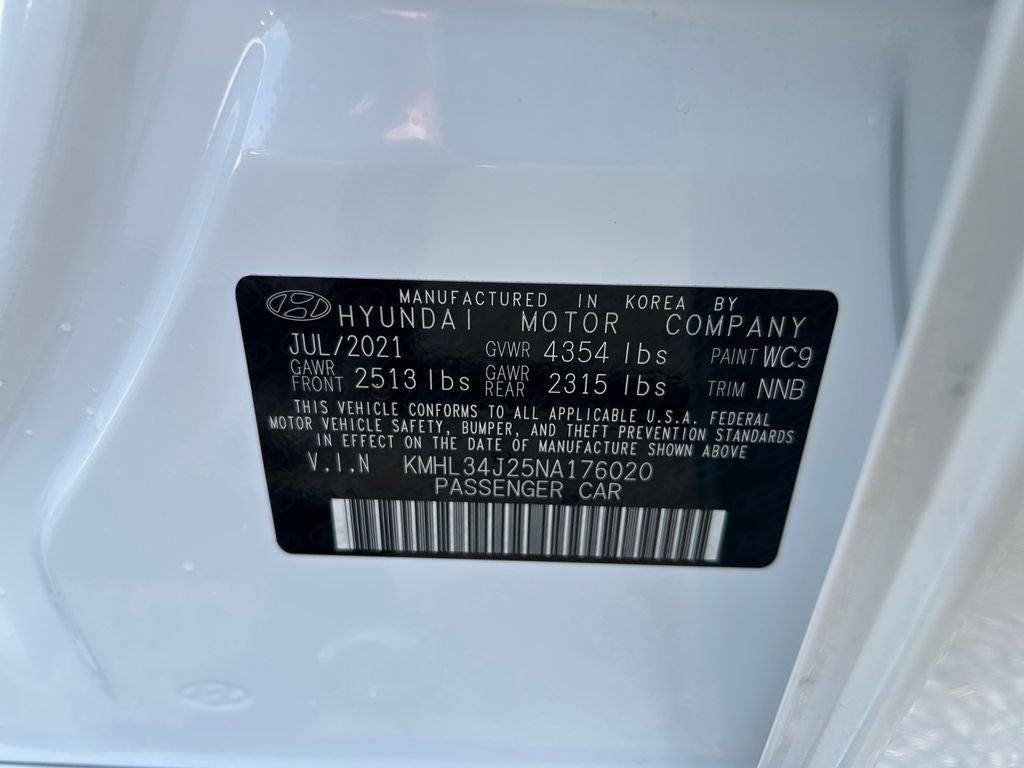 MANUFACTURED IN KOREA BY
HYUNDAI MOTOR COMPANY
JUL/2021 GVWR 4354 lbs PAINT WC9
GAWR FRONT 2513 lbs GAWR REAR 2315 lbs TRIM NNB
THIS VEHICLE CONFORMS TO ALL APPLICABLE U.S.A. FEDERAL
MOTOR VEHICLE SAFETY, BUMPER, AND THEFT PREVENTION STANDARDS
IN EFFECT ON THE DATE OF MANUFACTURE SHOWN ABOVE
V.I.N KMHL34J25NA176020
PASSENGER CAR